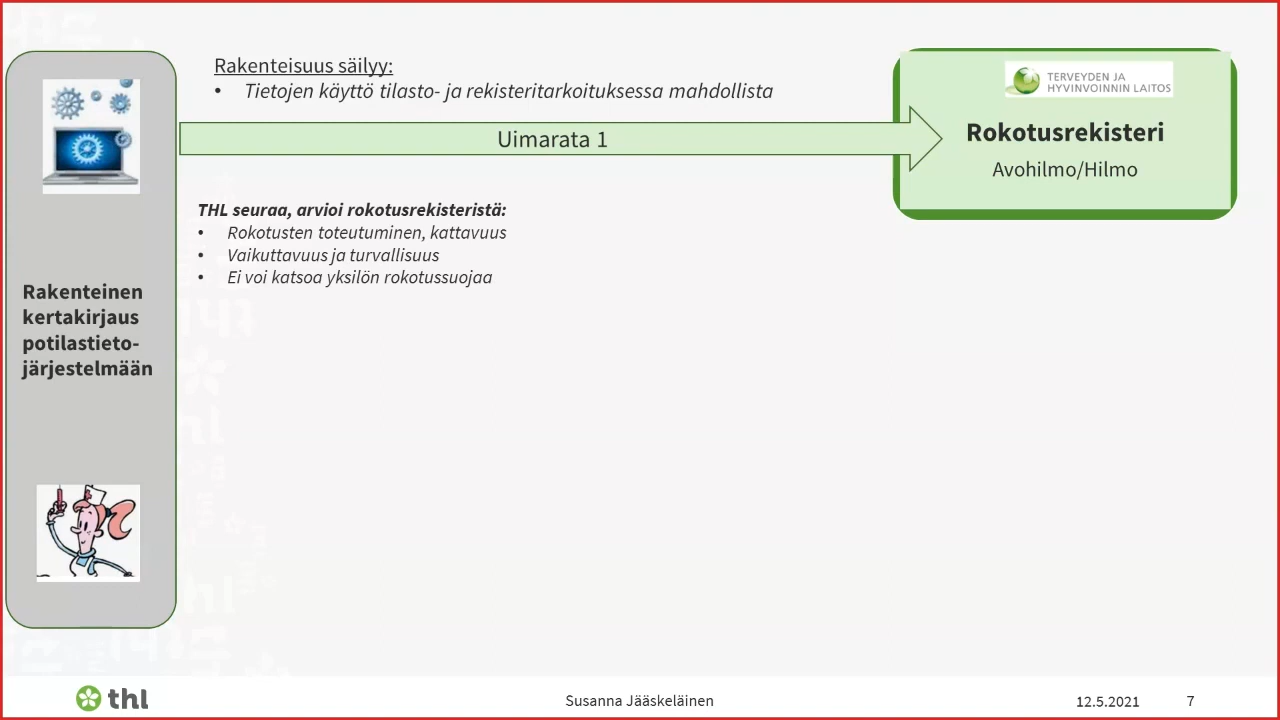 Rakenteisuus säilyy:
• Tietojen käyttö tilasto- ja rekisteritarkoituksessa mahdollista
Uimarata 1
TERVEYDEN JA
HYVINVOINNIN LAITOS
Rokotusrekisteri
Avohilmo/Hilmo
THL seuraa, arvioi rokotusrekisteristä:
• Rokotusten toteutuminen, kattavuus
• Vaikuttavuus ja turvallisuus
• Ei voi katsoa yksilön rokotussuojaa
Rakenteinen
kertakirjaus
potilastieto-
järjestelmään
thl
Susanna Jääskeläinen
12.5.2021
7